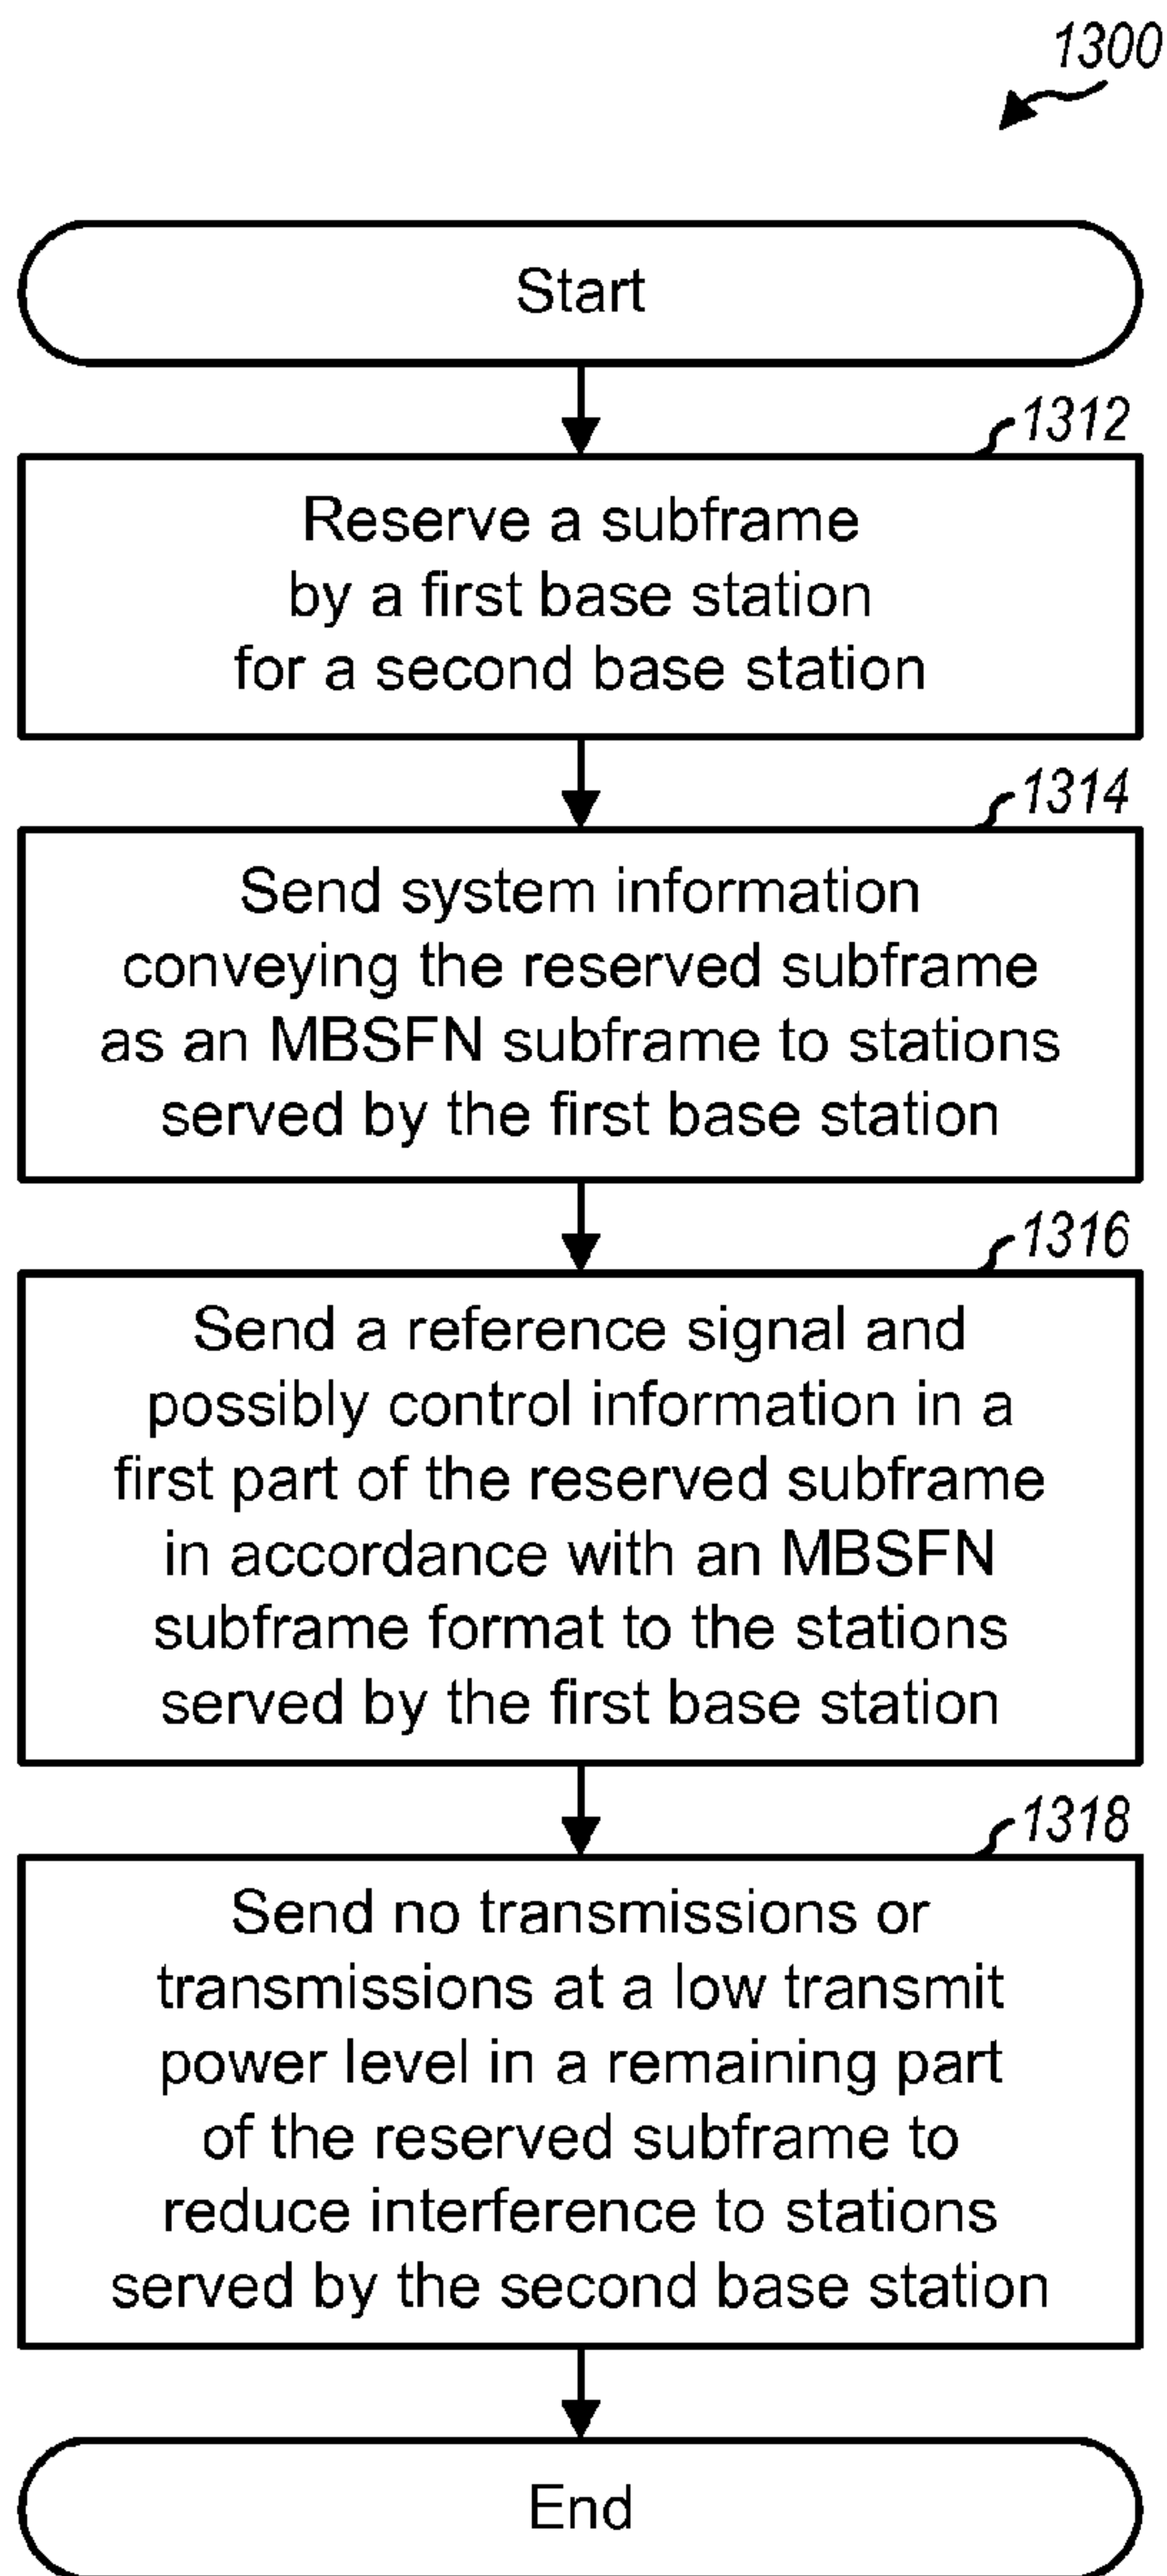 1300
Start
1312
Reserve a subframe
by a first base station
for a second base station
1314
Send system information
conveying the reserved subframe
as an MBSFN subframe to stations
served by the first base station
1316
Send a reference signal and
possibly control information in a
first part of the reserved subframe
in accordance with an MBSFN
subframe format to the stations
served by the first base station
1318
Send no transmissions or
transmissions at a low transmit
power level in a remaining part
of the reserved subframe to
reduce interference to stations
served by the second base station
End